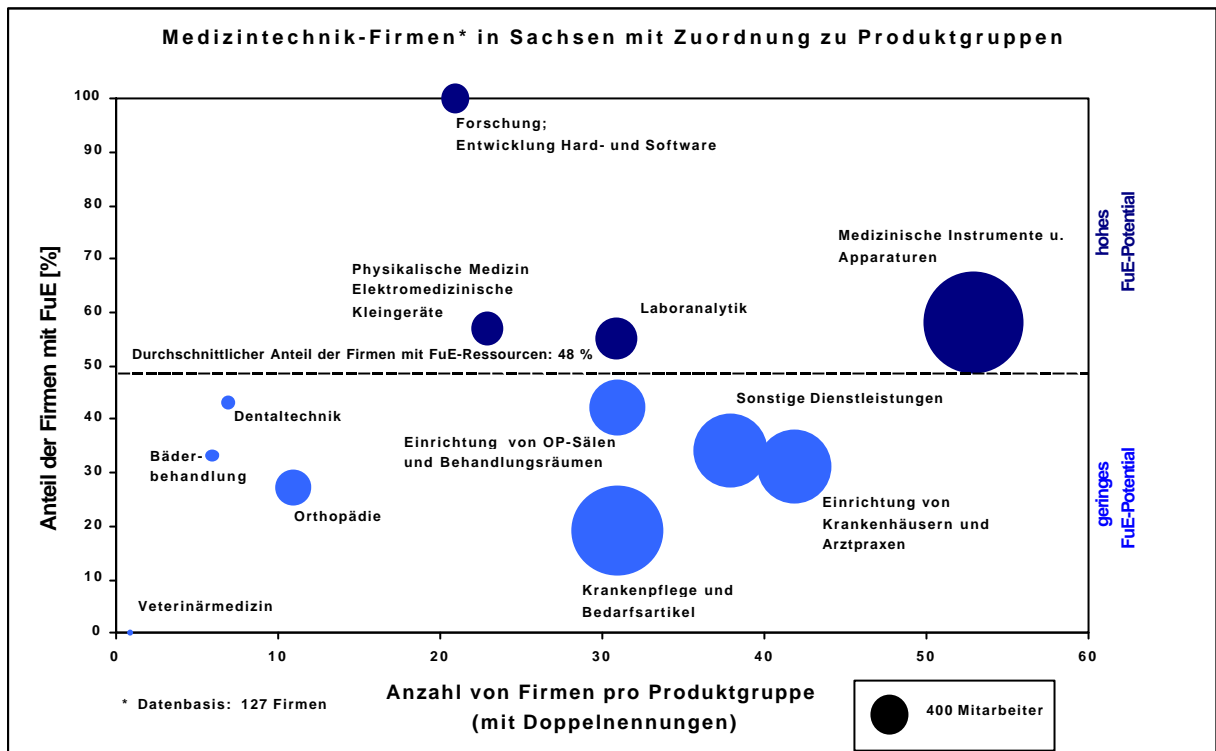 Medizintechnik-Firmen* in Sachsen mit Zuordnung zu Produktgruppen
Anteil der Firmen mit FuE [%]
100
90
80
70
60
50
40
30
20
10
0
Forschung;
Entwicklung Hard- und Software
Medizinische Instrumente u.
Apparaturen
Physikalische Medizin
Elektromedizinische
Kleingeräte
Laboranalytik
Durchschnittlicher Anteil der Firmen mit FuE-Ressourcen: 48 %
Dentaltechnik
Bäder-
behandlung
Orthopädie
Einrichtung von OP-Sälen
und Behandlungsräumen
Sonstige Dienstleistungen
Einrichtung von
Krankenhäusern und
Arztpraxen
Krankenpflege und
Bedarfsartikel
Veterinärmedizin
hohes
FuE-Potential
geringes
FuE-Potential
0
10
20
30
40
50
60
Anzahl von Firmen pro Produktgruppe
(mit Doppelnennungen)
* Datenbasis: 127 Firmen
400 Mitarbeiter